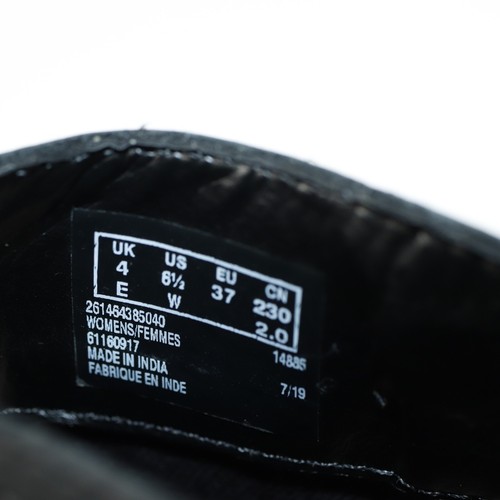 UK US EU CN
4 6½ 37 230
E W 2.0
261464385040
WOMENS/FEMMES
61160917 14885
MADE IN INDIA
FABRIQUE EN INDE 7/19